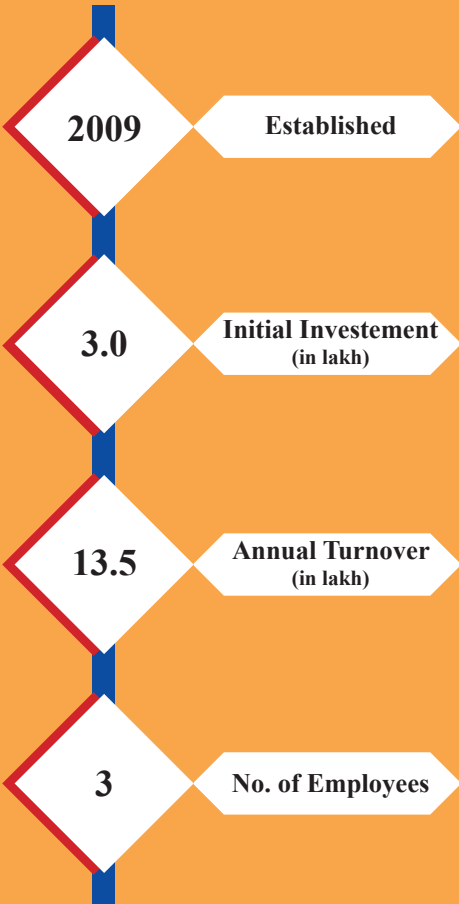 2009
Established
3.0
Initial Investement
(in lakh)
13.5
Annual Turnover
(in lakh)
3
No. of Employees